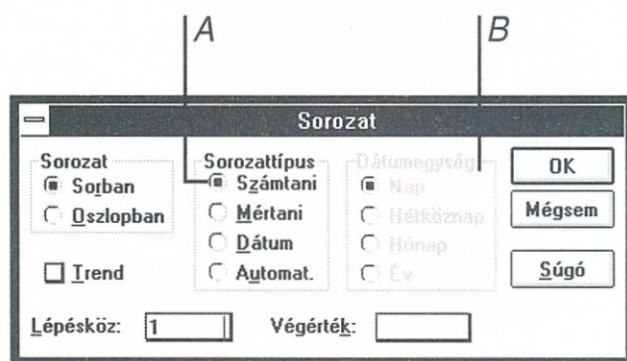 A B
Sorozat
Sorozat Sorozattípus Dátumegység
Sorban Számtani Nap OK
Oszlopban Mértani Hétköznap Mégsem
Dátum Hónap
Trend Automat. Év Súgó
Lépésköz: 1 Végérték: